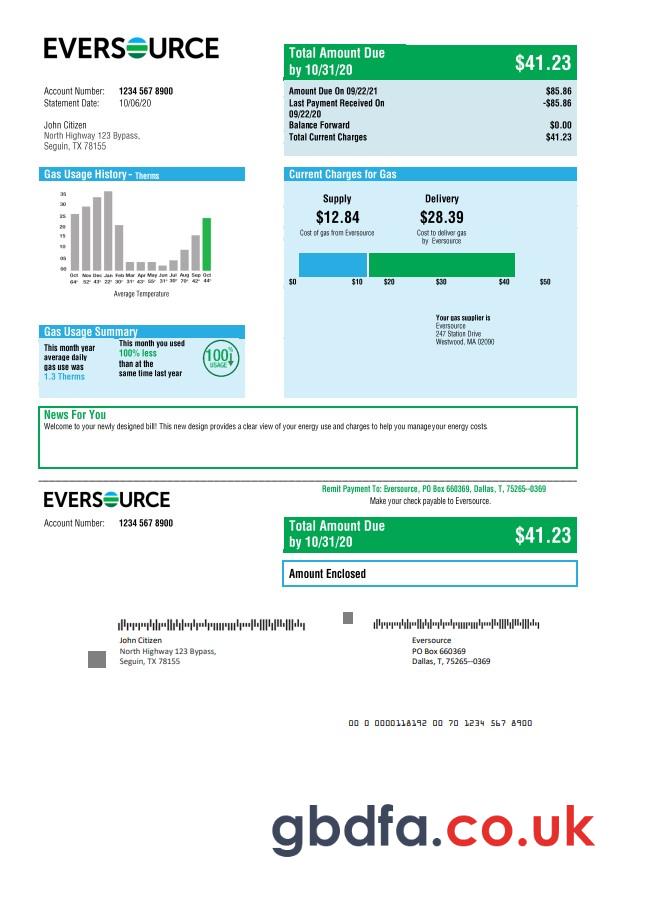 EVERSOURCE
Account Number: 1234 567 8900
Statement Date: 10/06/20
John Citizen
North Highway 123 Bypass,
Seguin, TX 78155
Total Amount Due
by 10/31/20
$41.23
Amount Due On 09/22/21 $85.86
Last Payment Received On
09/22/20 -$85.86
Balance Forward $0.00
Total Current Charges $41.23
Gas Usage History - Therms
35
30
25
20
15
10
05
00
Oct Nov Dec Jan Feb Mar Apr May Jun Jul Aug Sep Oct
64° 52° 43° 22° 30° 31° 43° 55° 31° 30° 70° 42° 44°
Average Temperature
Current Charges for Gas
Supply Delivery
$12.84 $28.39
Cost of gas from Eversource
Cost to deliver gas
by Eversource
$0 $10 $20 $30 $40 $50
Your gas supplier is
Eversource
247 Station Drive
Westwood, MA 02090
Gas Usage Summary
This month year
average daily
gas use was
1.3 Therms
This month you used
100% less
than at the
same time last year
100%
USAGE
News For You
Welcome to your newly designed bill! This new design provides a clear view of your energy use and charges to help you manage your energy costs.
EVERSOURCE
Account Number: 1234 567 8900
Remit Payment To: Eversource, PO Box 660369, Dallas, T, 75265--0369
Make your check payable to Eversource.
Total Amount Due
by 10/31/20
$41.23
Amount Enclosed
John Citizen
North Highway 123 Bypass,
Seguin, TX 78155
Eversource
PO Box 660369
Dallas, T, 75265--0369
00 0 0000118192 00 70 1234 567 8900
gbdfa.co.uk